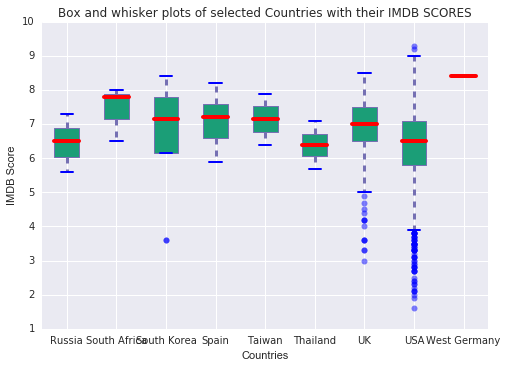 Box and whisker plots of selected Countries with their IMDB SCORES
10
9
8
7
6
5
4
3
2
1
IMDB Score
Russia South Africa South Korea Spain Taiwan Thailand UK USA West Germany
Countries